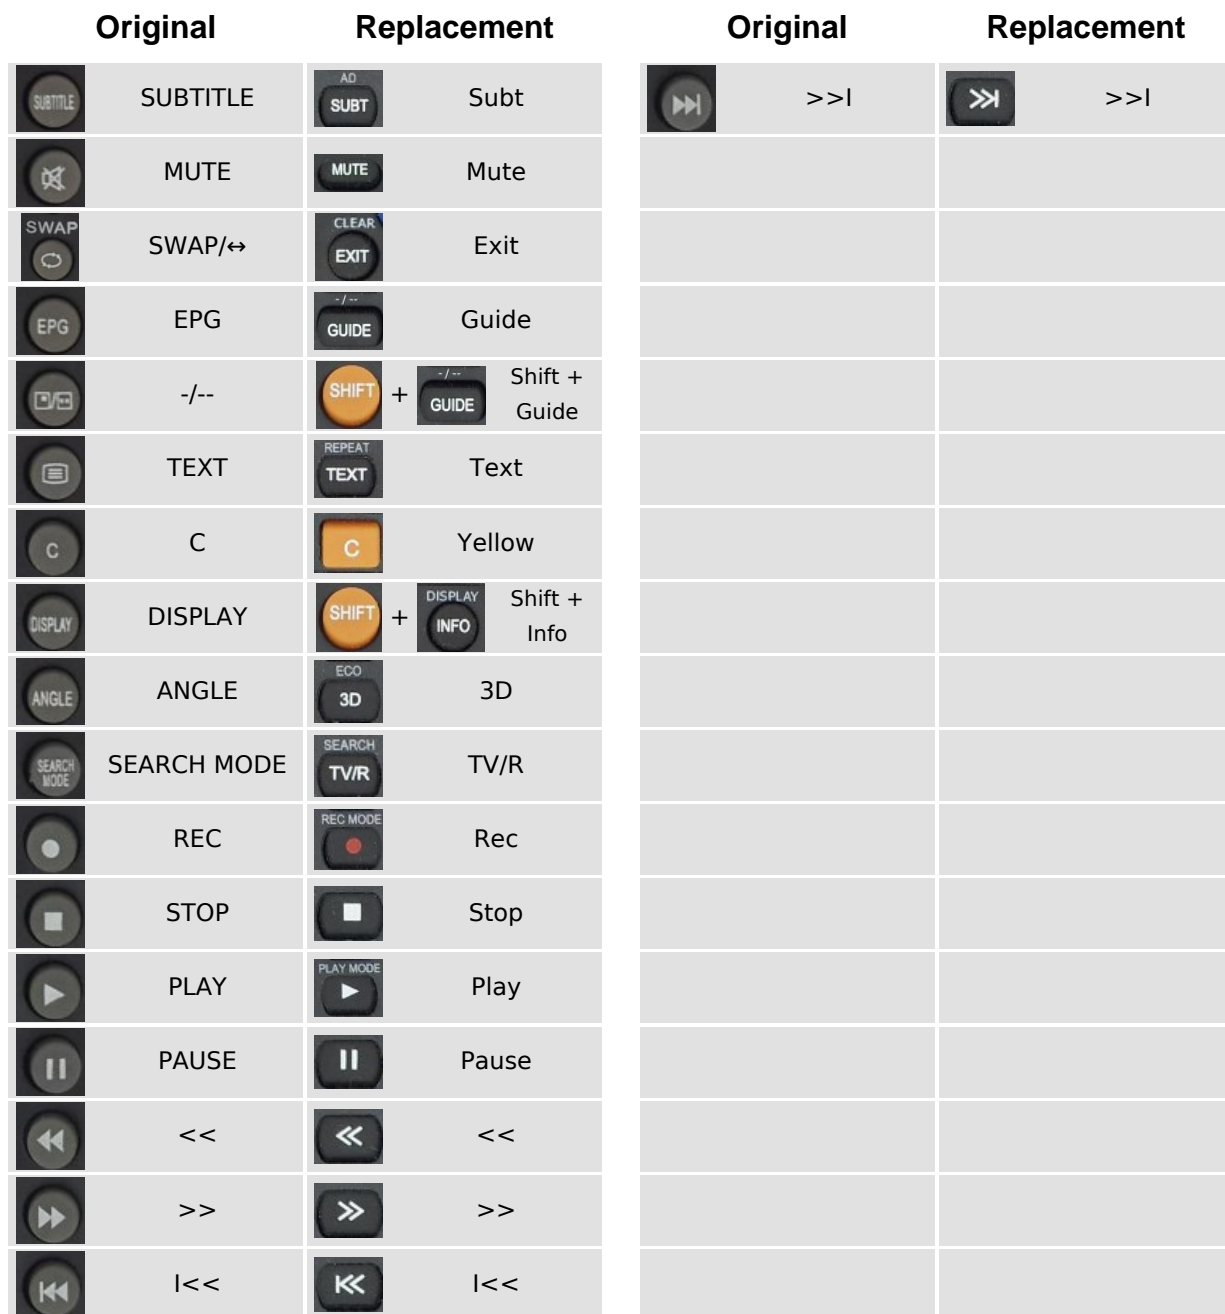 Original Replacement Original Replacement
SUBTITLE SUBTITLE AD SUBT Subt >>I >>I
MUTE MUTE Mute
SWAP SWAP/↔ CLEAR EXIT Exit
EPG EPG -/-- GUIDE Guide
-/-- SHIFT + -/-- GUIDE Shift +
Guide
TEXT REPEAT TEXT Text
C C C Yellow
DISPLAY DISPLAY SHIFT + DISPLAY INFO Shift +
Info
ANGLE ANGLE ECO 3D 3D
SEARCH MODE SEARCH MODE SEARCH TV/R TV/R
REC REC MODE Rec
STOP Stop
PLAY PLAY MODE Play
PAUSE Pause
<< <<
>> >>
I<< I<<